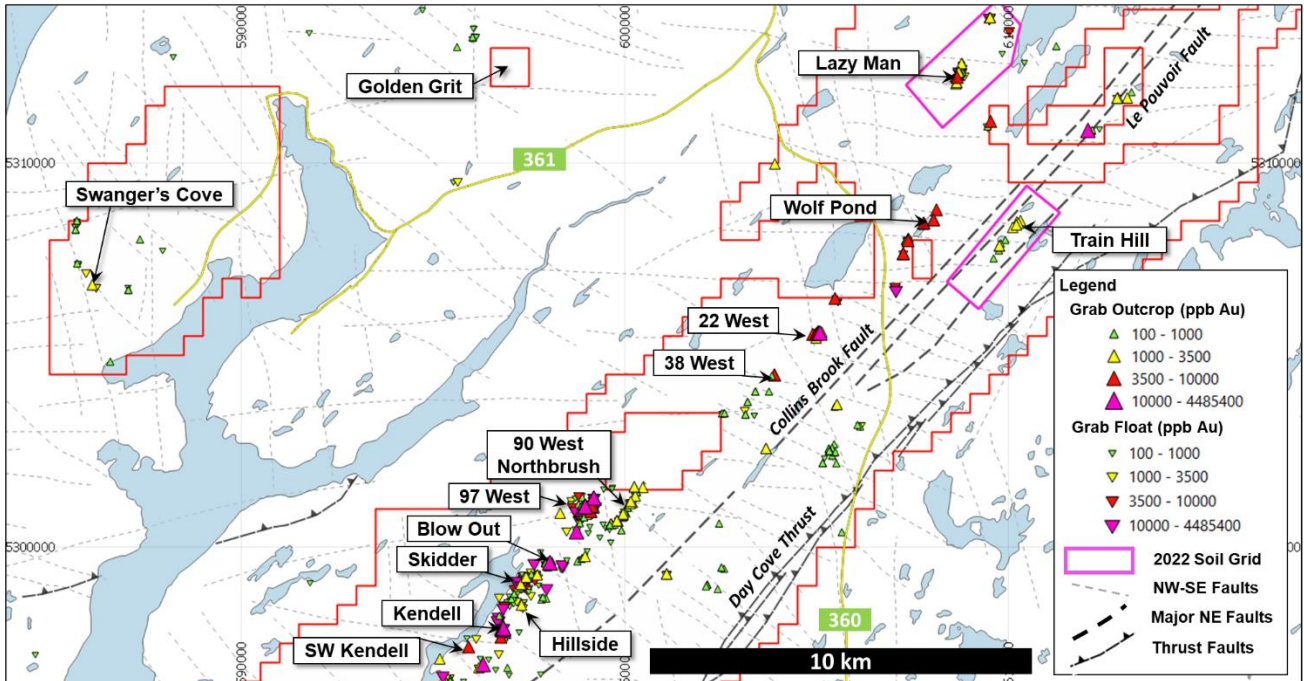 590000
600000
610000
Lazy Man
Golden Grit
Le Pouvoir Fault
5310000
361
5310000
Swanger's Cove
Wolf Pond
Train Hill
22 West
38 West
Collins Brook Fault
90 West
Northbrush
97 West
Blow Out
Skidder
Kendell
SW Kendell
Hillside
Day Cove Thrust
5300000
360
590000
10 km
Legend
Grab Outcrop (ppb Au)
100 - 1000
1000 - 3500
3500 - 10000
10000 - 4485400
Grab Float (ppb Au)
100 - 1000
1000 - 3500
3500 - 10000
10000 - 4485400
2022 Soil Grid
NW-SE Faults
Major NE Faults
Thrust Faults